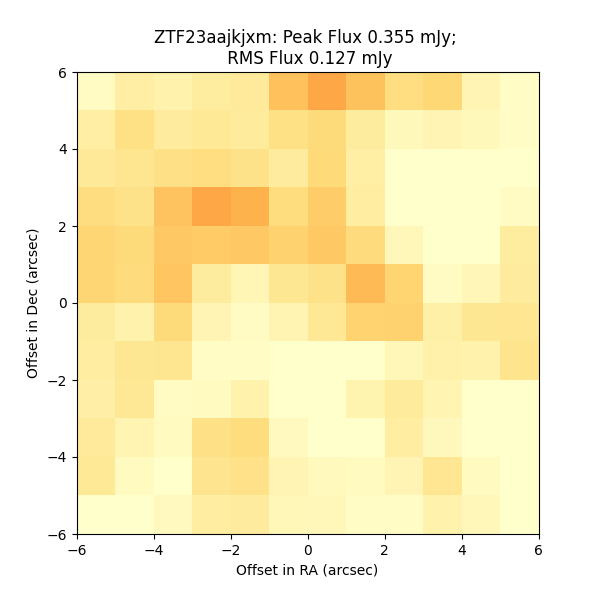 ZTF23aajkjxm: Peak Flux 0.355 mJy;
RMS Flux 0.127 mJy
6
4
2
0
−2
−4
−6
Offset in Dec (arcsec)
−6 −4 −2 0 2 4 6
Offset in RA (arcsec)